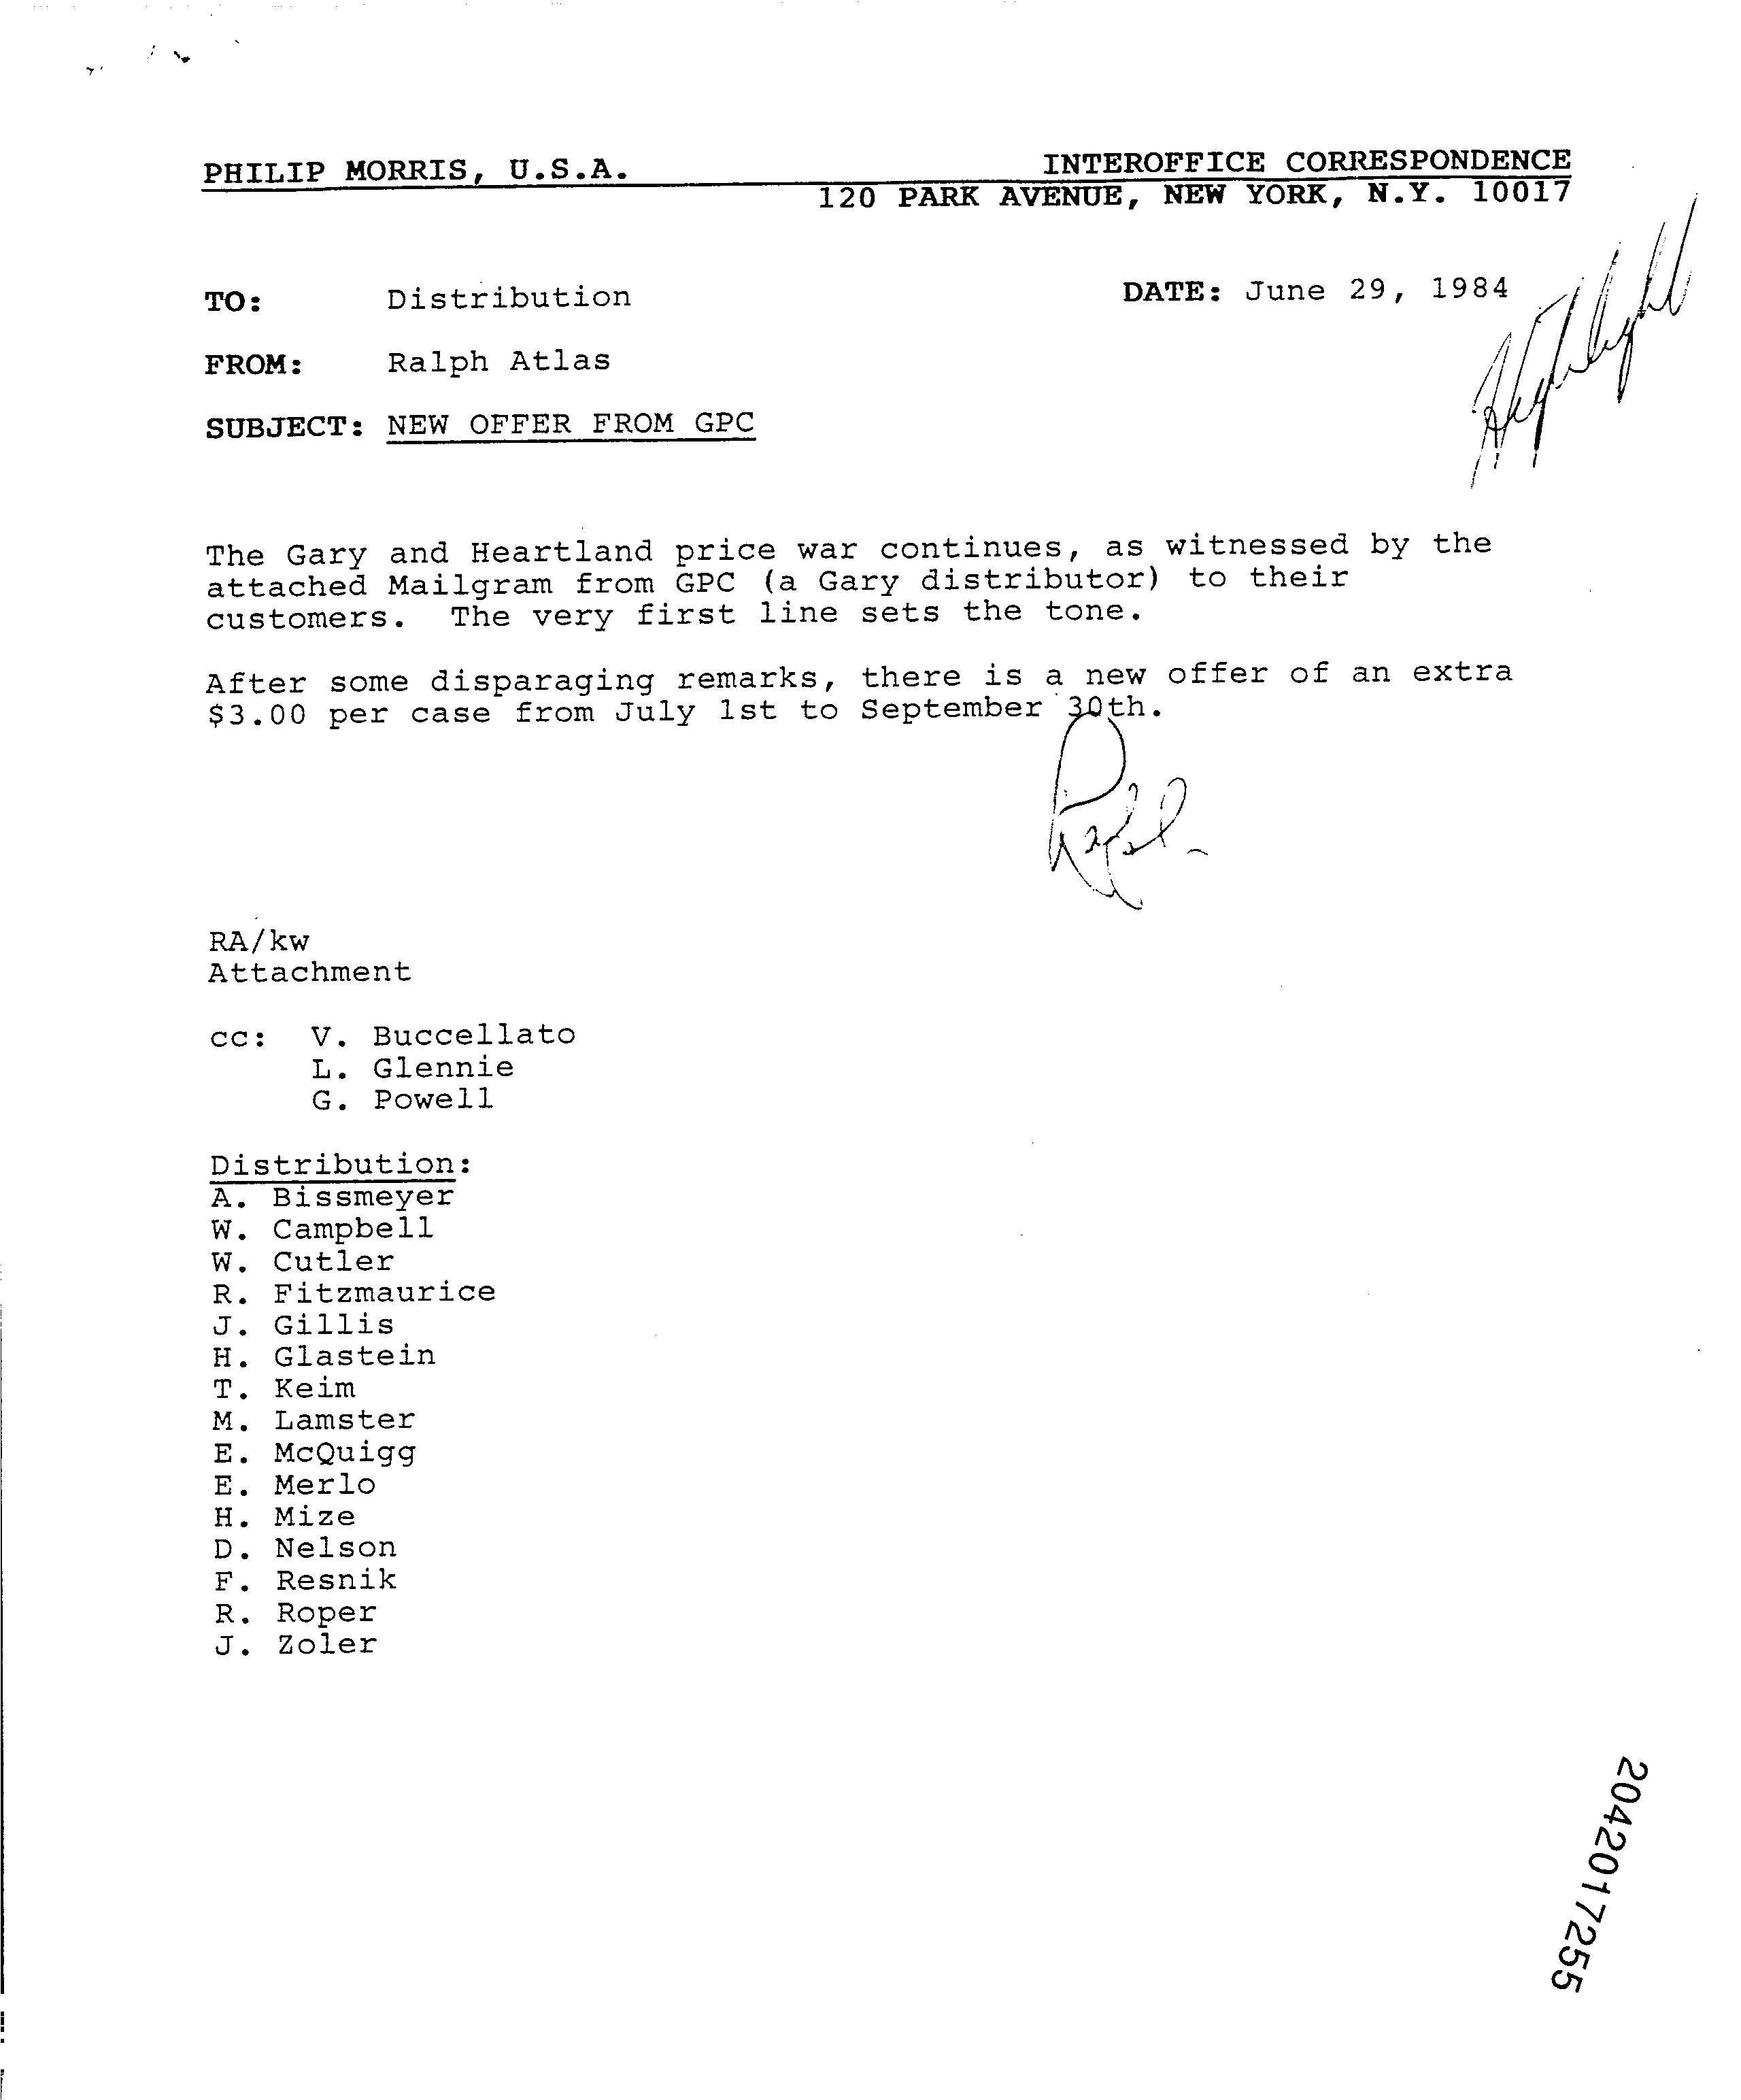 PHILIP MORRIS, U.S.A. INTEROFFICE CORRESPONDENCE
120 PARK AVENUE, NEW YORK, N.Y. 10017
TO: Distribution DATE: June 29, 1984
Highlight
FROM: Ralph Atlas
SUBJECT: NEW OFFER FROM GPC
The Gary and Heartland price war continues, as witnessed by the
attached Mailgram from GPC (a Gary distributor) to their
customers. The very first line sets the tone.
After some disparaging remarks, there is a new offer of an extra
$3.00 per case from July 1st to September 30th.
RA/kw
Attachment
cc: V. Buccellato
L. Glennie
G. Powell
Distribution:
A. Bissmeyer
W. Campbell
W. Cutler
R. Fitzmaurice
J. Gillis
H. Glastein
T. Keim
M. Lamster
E. McQuigg
E. Merlo
H. Mize
D. Nelson
F. Resnik
R. Roper
J. Zoler
2042017255